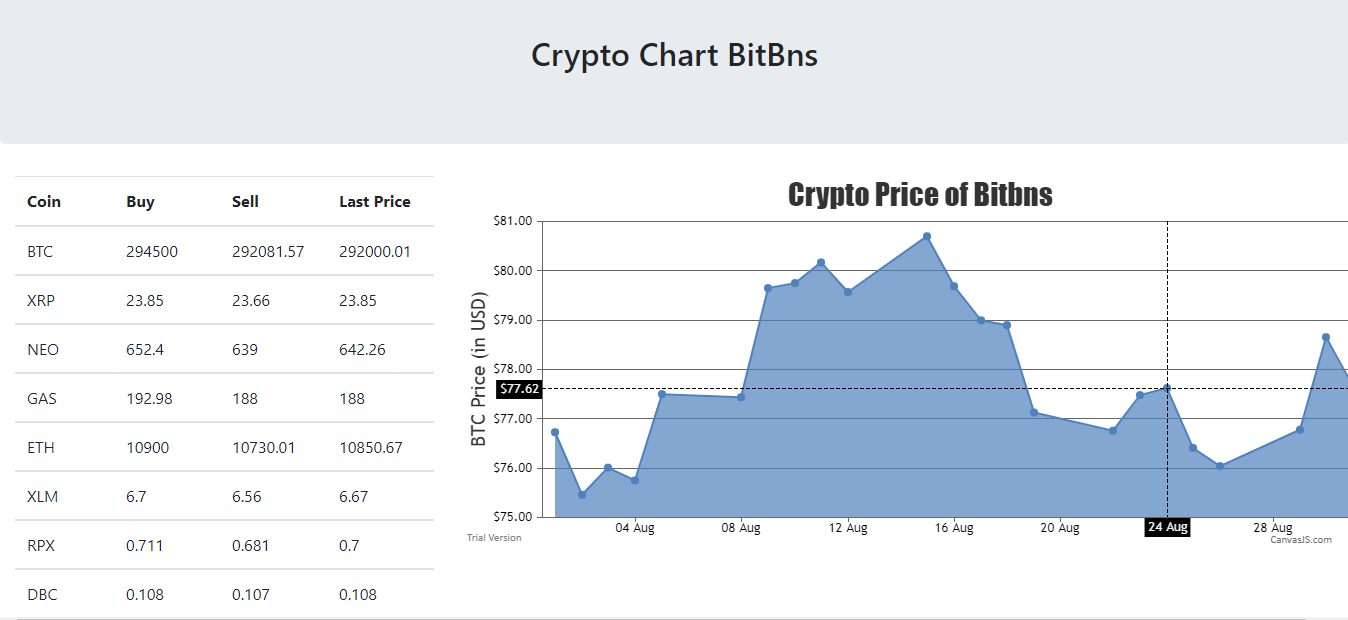 Crypto Chart BitBns
Coin Buy Sell Last Price
BTC 294500 292081.57 292000.01
XRP 23.85 23.66 23.85
NEO 652.4 639 642.26
GAS 192.98 188 188
ETH 10900 10730.01 10850.67
XLM 6.7 6.56 6.67
RPX 0.711 0.681 0.7
DBC 0.108 0.107 0.108
Crypto Price of Bitbns
BTC Price (in USD)
$81.00
$80.00
$79.00
$78.00
$77.62
$77.00
$76.00
$75.00
04 Aug 08 Aug 12 Aug 16 Aug 20 Aug 24 Aug 28 Aug
Trial Version
CanvasJS.com